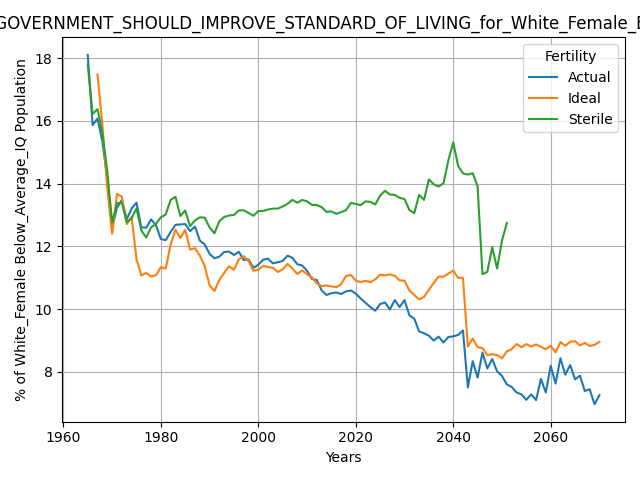 GOVERNMENT_SHOULD_IMPROVE_STANDARD_OF_LIVING_for_White_Female_
Fertility
Actual
Ideal
Sterile
% of White_Female Below_Average_IQ Population
18
16
14
12
10
8
1960
1980
2000
2020
2040
2060
Years